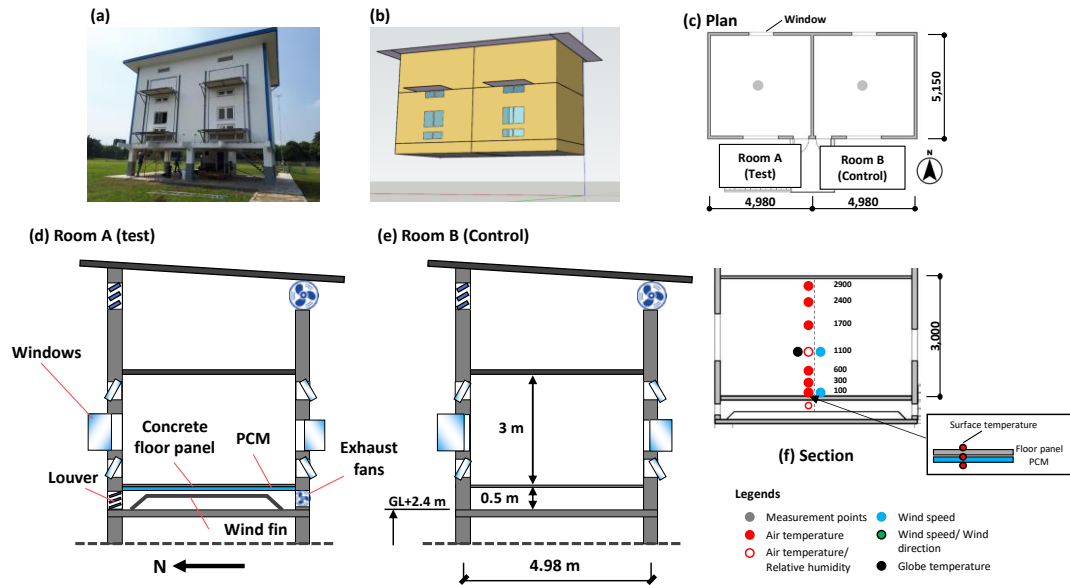 (a)
(b)
(c) Plan
Window
5,150
Room A
(Test)
Room B
(Control)
N
4,980
4,980
(d) Room A (test)
(e) Room B (Control)
Windows
Concrete
floor panel
PCM
Exhaust
fans
Louver
Wind fin
N
3 m
0.5 m
GL+2.4 m
4.98 m
2900
2400
1700
1100
600
300
100
3,000
Surface temperature
Floor panel
PCM
(f) Section
Legends
Measurement points
Air temperature
Air temperature/
Relative humidity
Wind speed
Wind speed/ Wind
direction
Globe temperature